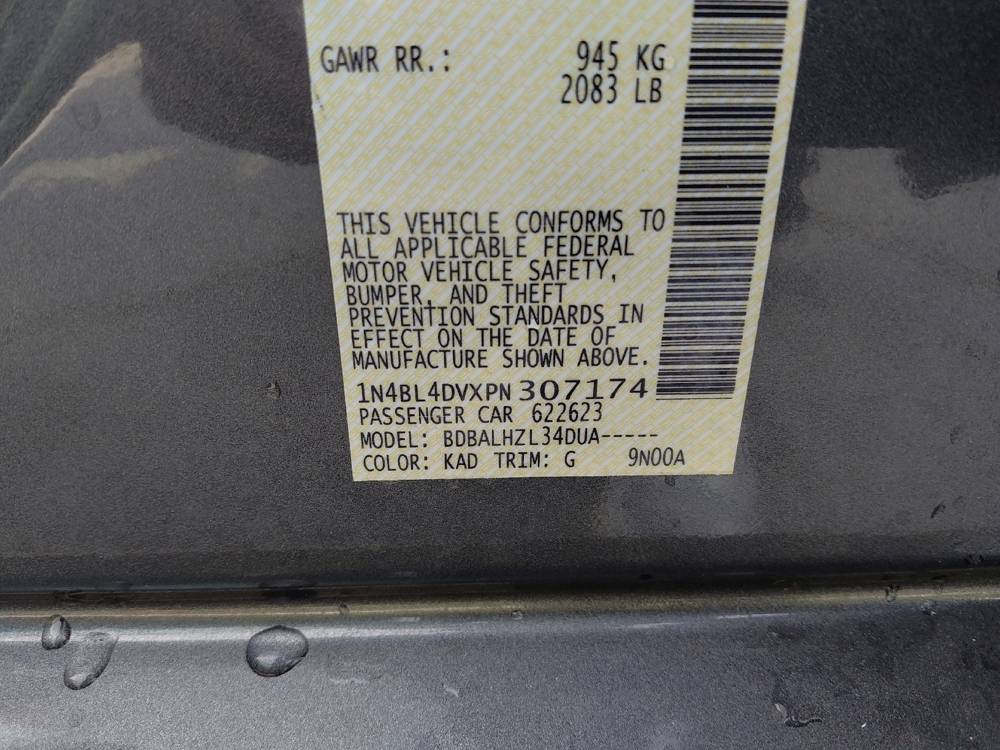 GAWR RR.: 945 KG
2083 LB
THIS VEHICLE CONFORMS TO
ALL APPLICABLE FEDERAL
MOTOR VEHICLE SAFETY,
BUMPER, AND THEFT
PREVENTION STANDARDS IN
EFFECT ON THE DATE OF
MANUFACTURE SHOWN ABOVE.
1N4BL4DVXPN307174
PASSENGER CAR 622623
MODEL: BDBALHZL34DUA-----
COLOR: KAD TRIM: G 9N00A